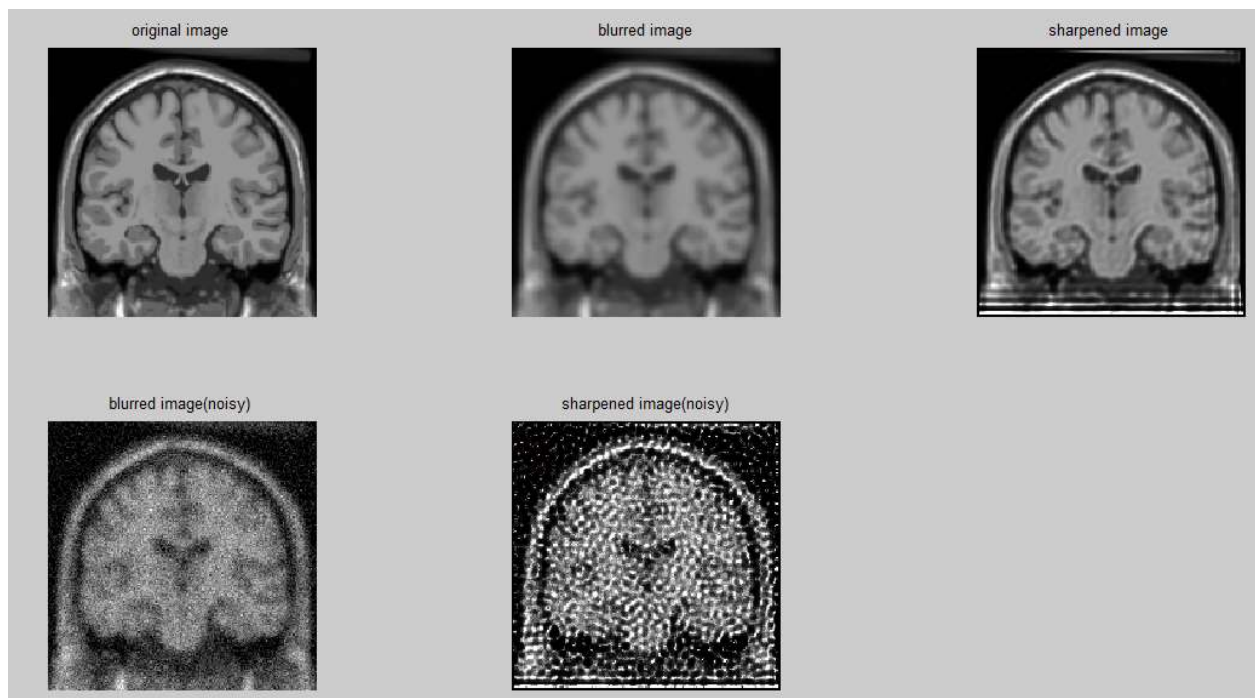 original image
blurred image
sharpened image
blurred image(noisy)
sharpened image(noisy)